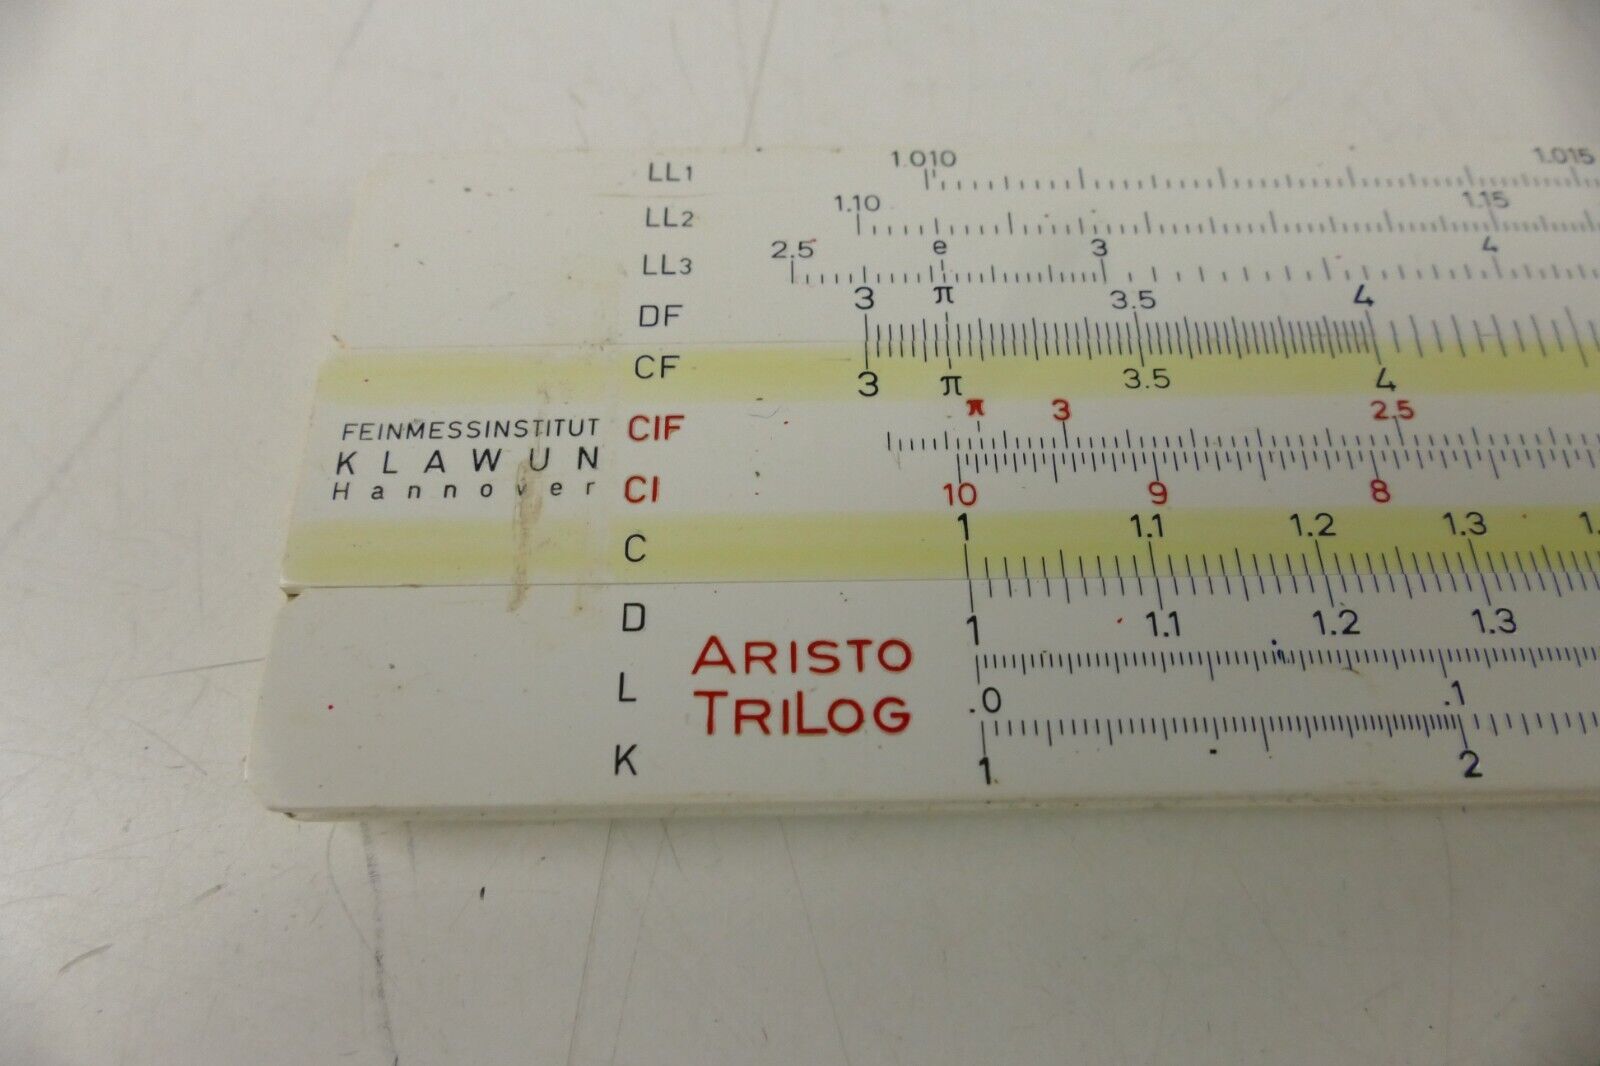 LL1 1.010 1.015
LL2 1.10 1.15
LL3 2.5 e 3 4
DF 3 π 3.5 4
CF 3 π 3.5 4
CIF π 3 2.5
CI 10 9 8
C 1 1.1 1.2 1.3 1.
FEINMESSINSTITUT
KLAWUN
Hannover
D 1 1.1 1.2 1.3
L .0 .1
K 1 2
ARISTO
TRILOG